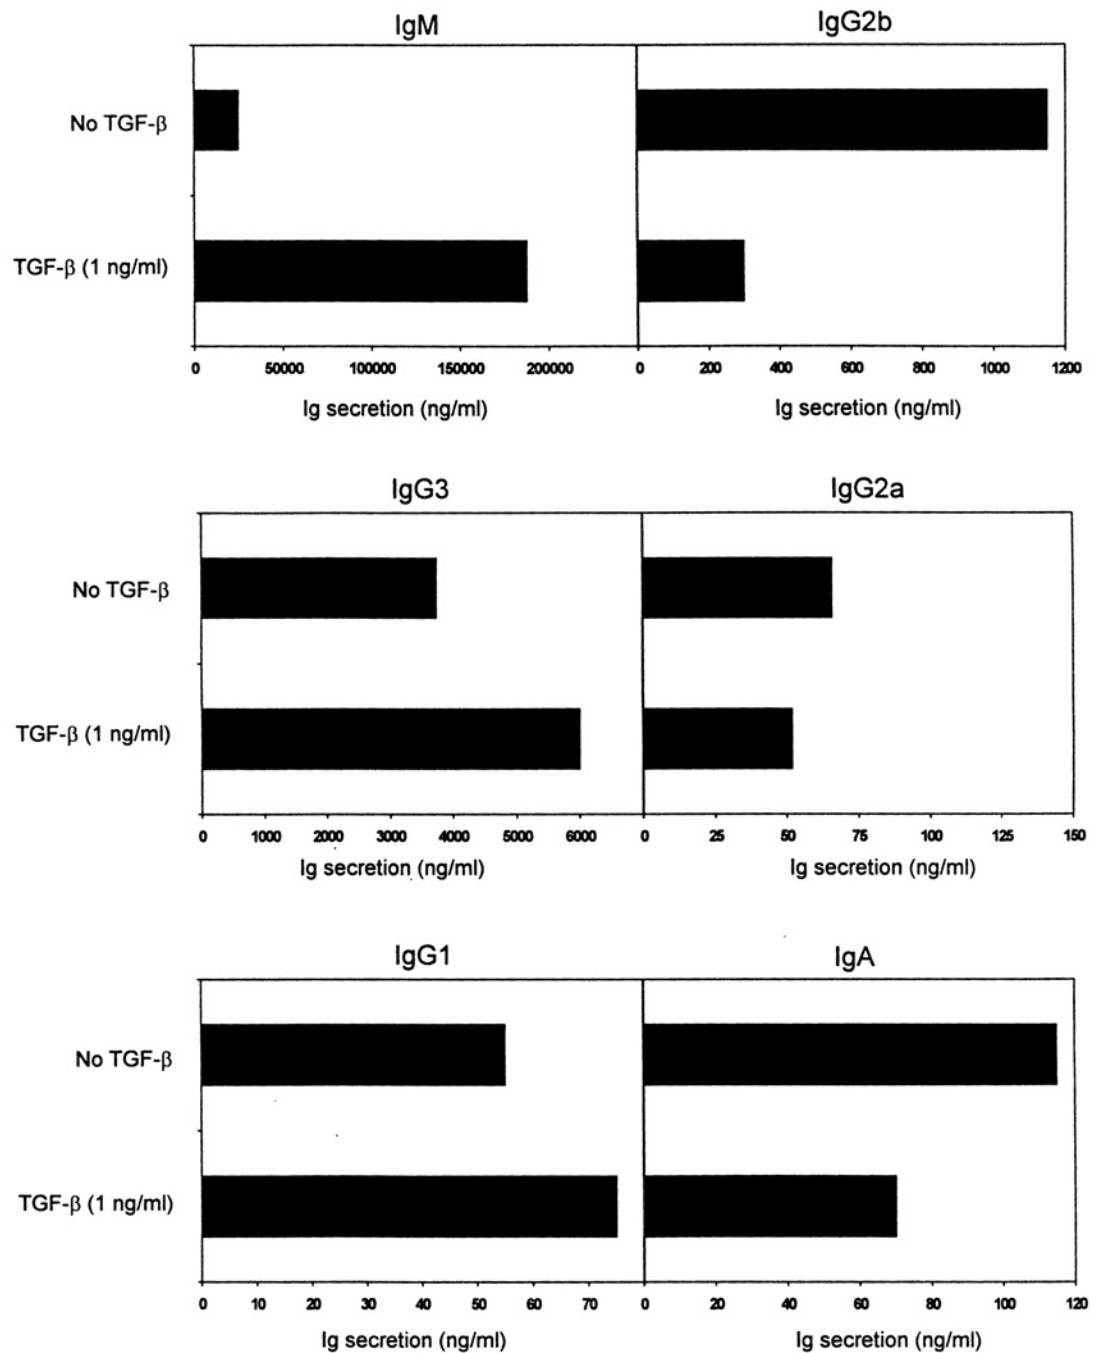 IgM IgG2b
No TGF-β
TGF-β (1 ng/ml)
0 50000 100000 150000 200000 0 200 400 600 800 1000 1200
Ig secretion (ng/ml) Ig secretion (ng/ml)
IgG3 IgG2a
No TGF-β
TGF-β (1 ng/ml)
0 1000 2000 3000 4000 5000 6000 0 25 50 75 100 125 150
Ig secretion (ng/ml) Ig secretion (ng/ml)
IgG1 IgA
No TGF-β
TGF-β (1 ng/ml)
0 10 20 30 40 50 60 70 0 20 40 60 80 100 120
Ig secretion (ng/ml) Ig secretion (ng/ml)